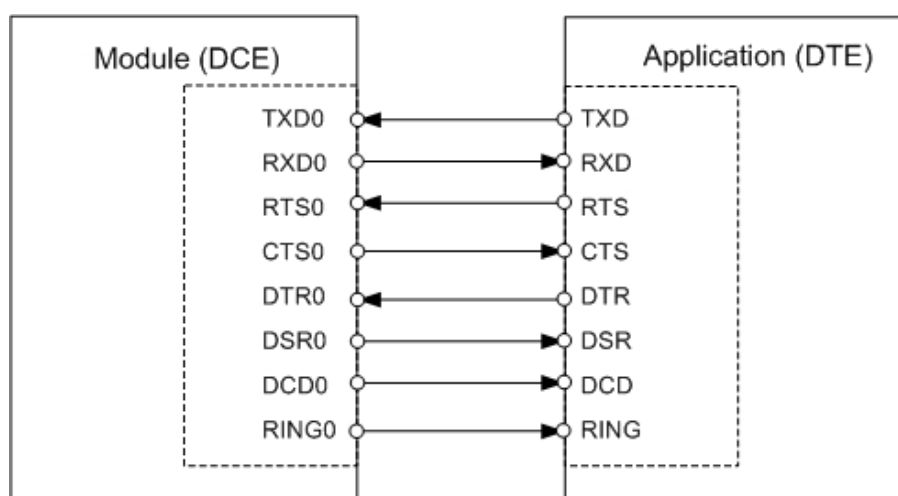 Module (DCE)
Application (DTE)
TXD0
TXD
RXD0
RXD
RTS0
RTS
CTS0
CTS
DTR0
DTR
DSR0
DSR
DCD0
DCD
RING0
RING